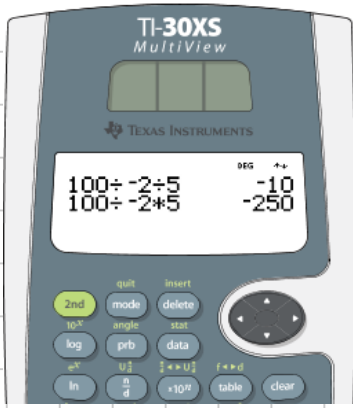 TI-30XS
MultiView
TEXAS INSTRUMENTS
DEG
100÷ -2÷5 -10
100÷ -2*5 -250
quit insert
2nd mode delete
10^x angle stat
log prb data
e^x U n/d f◄►d
ln n/d ×10ⁿ table clear